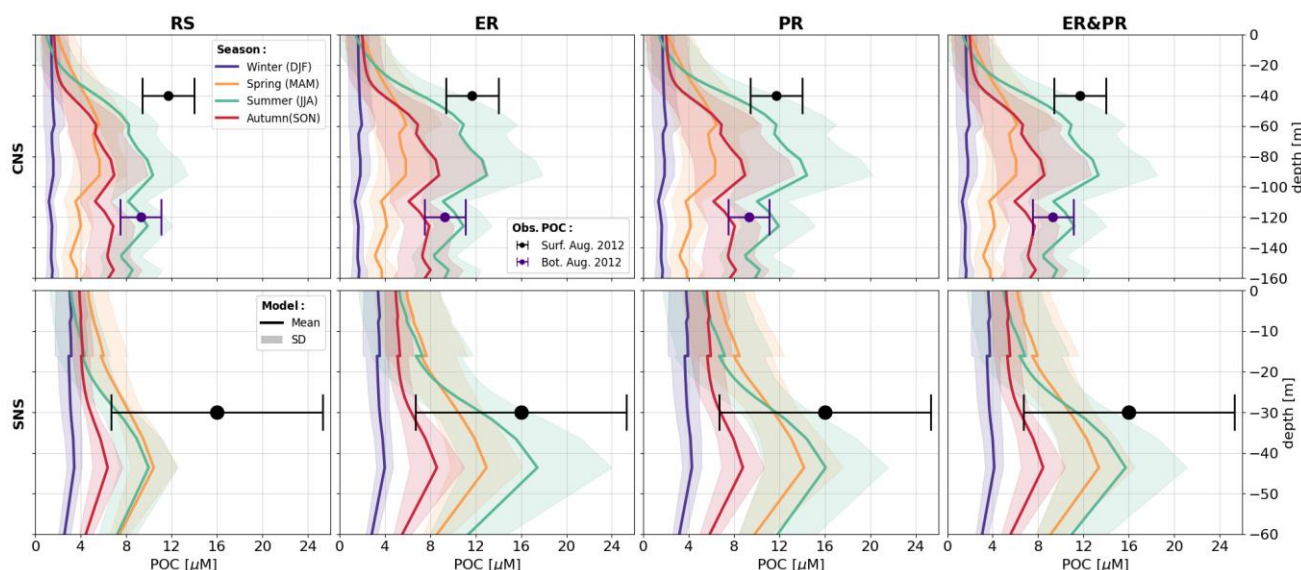 RS ER PR ER&PR
CNS
Season:
Winter (DJF)
Spring (MAM)
Summer (JJA)
Autumn(SON)
Obs. POC:
Surf. Aug. 2012
Bot. Aug. 2012
0
−20
−40
−60
−80
−100
−120
−140
−160
depth [m]
SNS
Model:
Mean
SD
0
−10
−20
−30
−40
−50
−60
depth [m]
0 4 8 12 16 20 24 0 4 8 12 16 20 24 0 4 8 12 16 20 24 0 4 8 12 16 20 24
POC [μM] POC [μM] POC [μM] POC [μM]